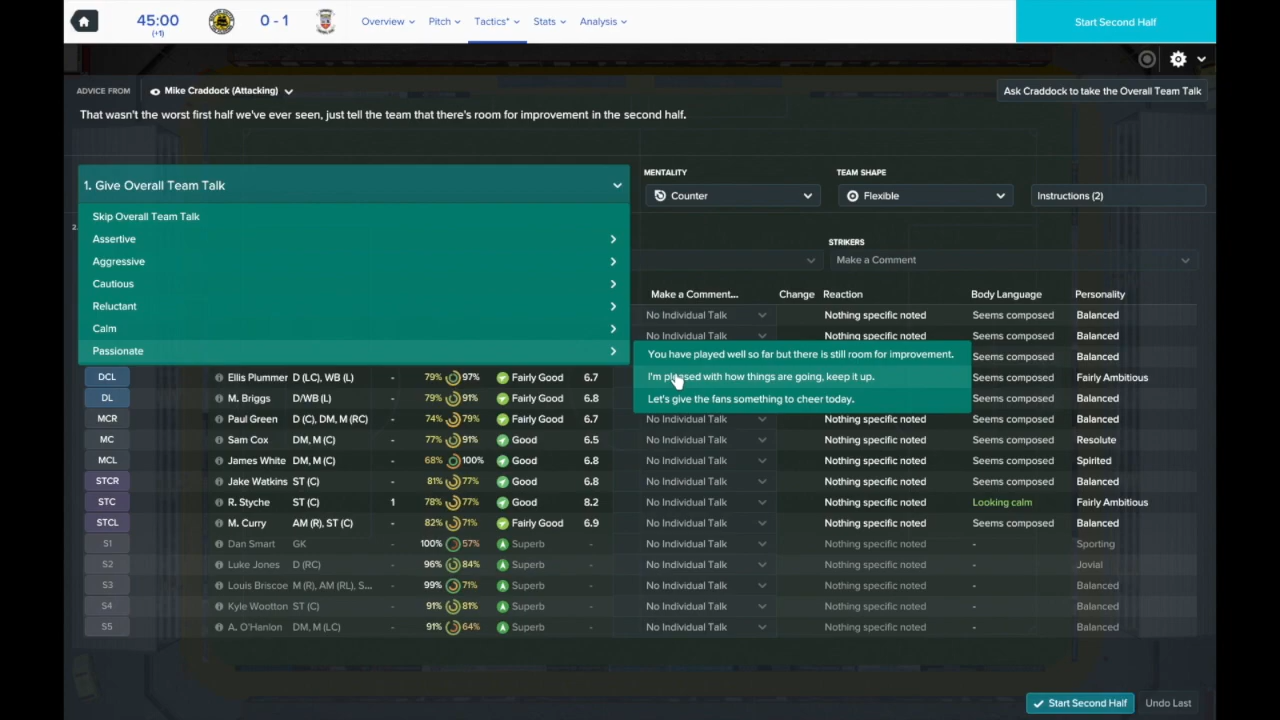 45:00
(+1)
0 - 1
Overview
Pitch
Tactics*
Stats
Analysis
Start Second Half
ADVICE FROM
Mike Craddock (Attacking)
Ask Craddock to take the Overall Team Talk
That wasn't the worst first half we've ever seen, just tell the team that there's room for improvement in the second half.
1. Give Overall Team Talk
MENTALITY
Counter
TEAM SHAPE
Flexible
Instructions (2)
2.
Skip Overall Team Talk
Assertive
Aggressive
Cautious
Reluctant
Calm
Passionate
STRIKERS
Make a Comment
Make a Comment... Change Reaction Body Language Personality
No Individual Talk Nothing specific noted Seems composed Balanced
No Individual Talk Nothing specific noted Seems composed Balanced
You have played well so far but there is still room for improvement.
I'm pleased with how things are going, keep it up.
Let's give the fans something to cheer today.
Seems composed Balanced
DCL Ellis Plummer D (LC), WB (L) - 79% 97% Fairly Good 6.7 Seems composed Fairly Ambitious
DL M. Briggs D/WB (L) - 79% 91% Fairly Good 6.8 Seems composed Balanced
MCR Paul Green D (C), DM, M (RC) - 74% 79% Fairly Good 6.7 No Individual Talk Nothing specific noted Seems composed Balanced
MC Sam Cox DM, M (C) - 77% 91% Good 6.5 No Individual Talk Nothing specific noted Seems composed Resolute
MCL James White DM, M (C) - 68% 100% Good 6.8 No Individual Talk Nothing specific noted Seems composed Spirited
STCR Jake Watkins ST (C) - 81% 77% Good 6.8 No Individual Talk Nothing specific noted Seems composed Balanced
STC R. Styche ST (C) 1 78% 77% Good 8.2 No Individual Talk Nothing specific noted Looking calm Fairly Ambitious
STCL M. Curry AM (R), ST (C) - 82% 71% Fairly Good 6.9 No Individual Talk Nothing specific noted Seems composed Balanced
S1 Dan Smart GK 100% 57% Superb - No Individual Talk Nothing specific noted - Sporting
S2 Luke Jones D (RC) - 96% 84% Superb - No Individual Talk Nothing specific noted - Jovial
S3 Louis Briscoe M (R), AM (RL), S... - 99% 71% Superb - No Individual Talk Nothing specific noted - Balanced
S4 Kyle Wootton ST (C) - 91% 81% Superb - No Individual Talk Nothing specific noted - Balanced
S5 A. O'Hanlon DM, M (LC) - 91% 64% Superb - No Individual Talk Nothing specific noted - Balanced
Start Second Half
Undo Last